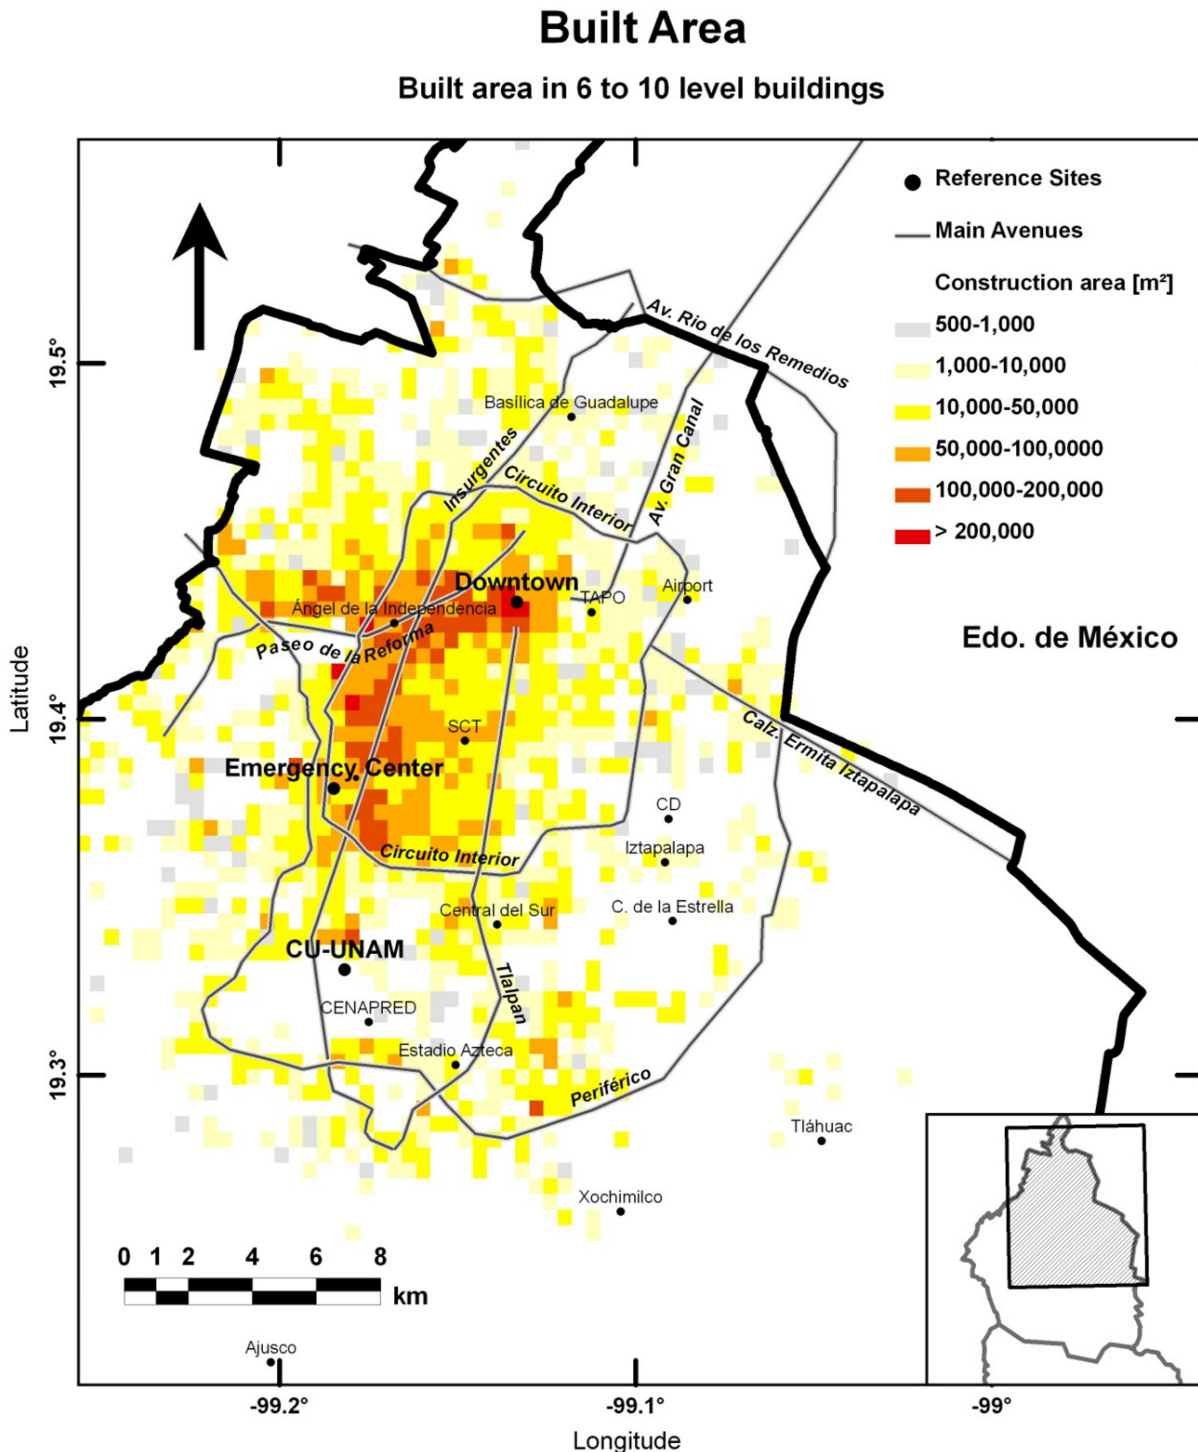 Built Area
Built area in 6 to 10 level buildings
Reference Sites
Main Avenues
Construction area [m²]
500-1,000
1,000-10,000
10,000-50,000
50,000-100,0000
100,000-200,000
> 200,000
Av. Rio de los Remedios
Basílica de Guadalupe
Av. Gran Canal
Insurgentes
Circuito Interior
Downtown
TAPO
Airport
Ángel de la Independencia
Paseo de la Reforma
Edo. de México
SCT
Calz. Ermita Iztapalapa
Emergency Center
CD
Iztapalapa
Circuito Interior
Central del Sur
C. de la Estrella
CU-UNAM
Tlalpan
CENAPRED
Estadio Azteca
Periférico
Tláhuac
Xochimilco
Ajusco
0 1 2 4 6 8
km
19.5°
19.4°
19.3°
Latitude
-99.2° -99.1° -99°
Longitude